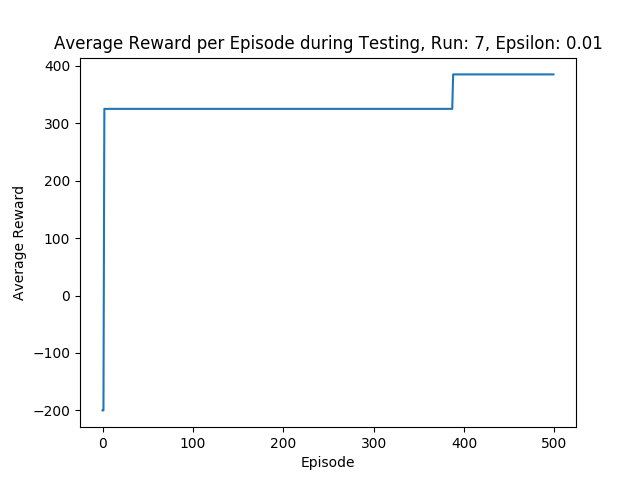 Average Reward per Episode during Testing, Run: 7, Epsilon: 0.01
400
300
200
100
0
−100
−200
Average Reward
0 100 200 300 400 500
Episode